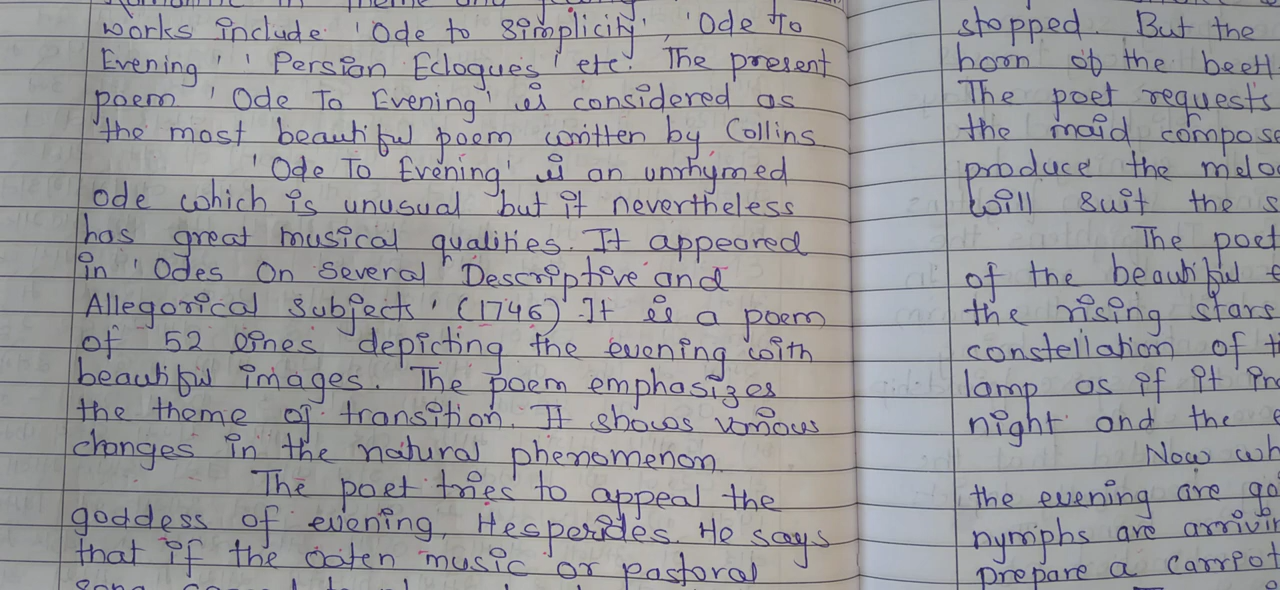 works include 'Ode to Simplicity', 'Ode to
Evening' 'Persian Eclogues' etc. The present
poem 'Ode To Evening' is considered as
the most beautiful poem written by Collins
'Ode To Evening' is an unrhymed
ode which is unusual but it nevertheless
has great musical qualities. It appeared
in 'Odes On Several Descriptive and
Allegorical Subjects' (1746). It is a poem
of 52 lines depicting the evening with
beautiful images. The poem emphasizes
the theme of transition. It shows various
changes in the natural phenomenon.
The poet tries to appeal the
goddess of evening, Hesperides. He says
that if the oaten music or pastoral
stopped. But the
horn of the beetl
The poet requests
the maid compos
produce the melo
will suit the s
The poet
of the beautiful
the rising stars
constellation of t
lamp as if it in
night and the
Now wh
the evening are go
nymphs are arrivin
prepare a carrpot